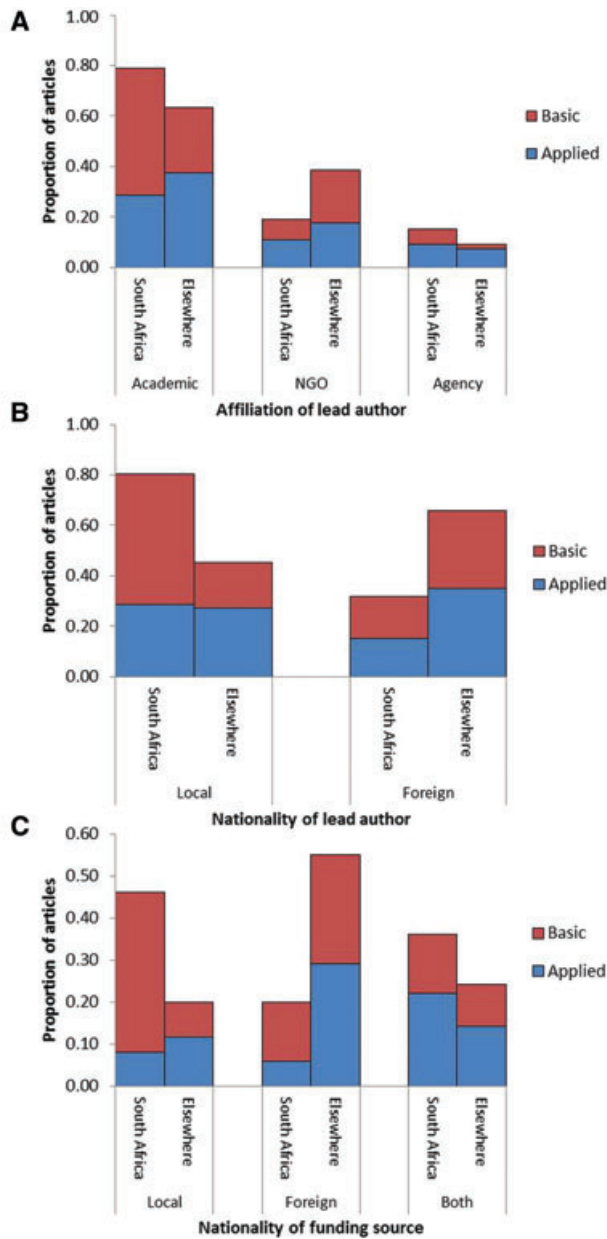 A
1.00
0.80
0.60
0.40
0.20
0.00
Proportion of articles
Basic
Applied
South Africa
Elsewhere
South Africa
Elsewhere
South Africa
Elsewhere
Academic
NGO
Agency
Affiliation of lead author
B
1.00
0.80
0.60
0.40
0.20
0.00
Proportion of articles
Basic
Applied
South Africa
Elsewhere
South Africa
Elsewhere
Local
Foreign
Nationality of lead author
C
0.60
0.50
0.40
0.30
0.20
0.10
0.00
Proportion of articles
Basic
Applied
South Africa
Elsewhere
South Africa
Elsewhere
South Africa
Elsewhere
Local
Foreign
Both
Nationality of funding source